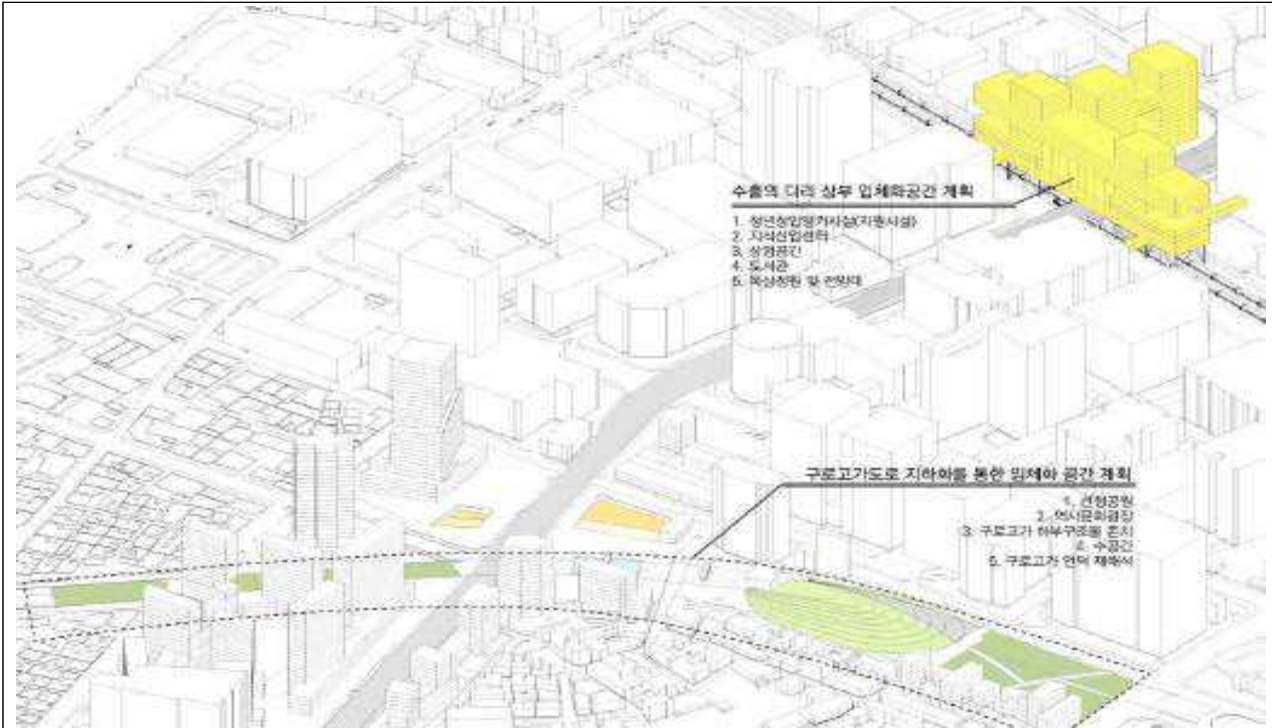 수출의 다리 상부 입체화공간 계획
1. 청년창업평가시설(지원시설)
2. 지식산업센터
3. 상점공간
4. 도서관
5. 옥상정원 및 전망대
구로고가도로 지하화를 통한 입체화 공간 계획
1. 선형공원
2. 역사문화광장
3. 구로고가 하부구조물 존치
4. 수공간
5. 구로고가 언덕 재해석